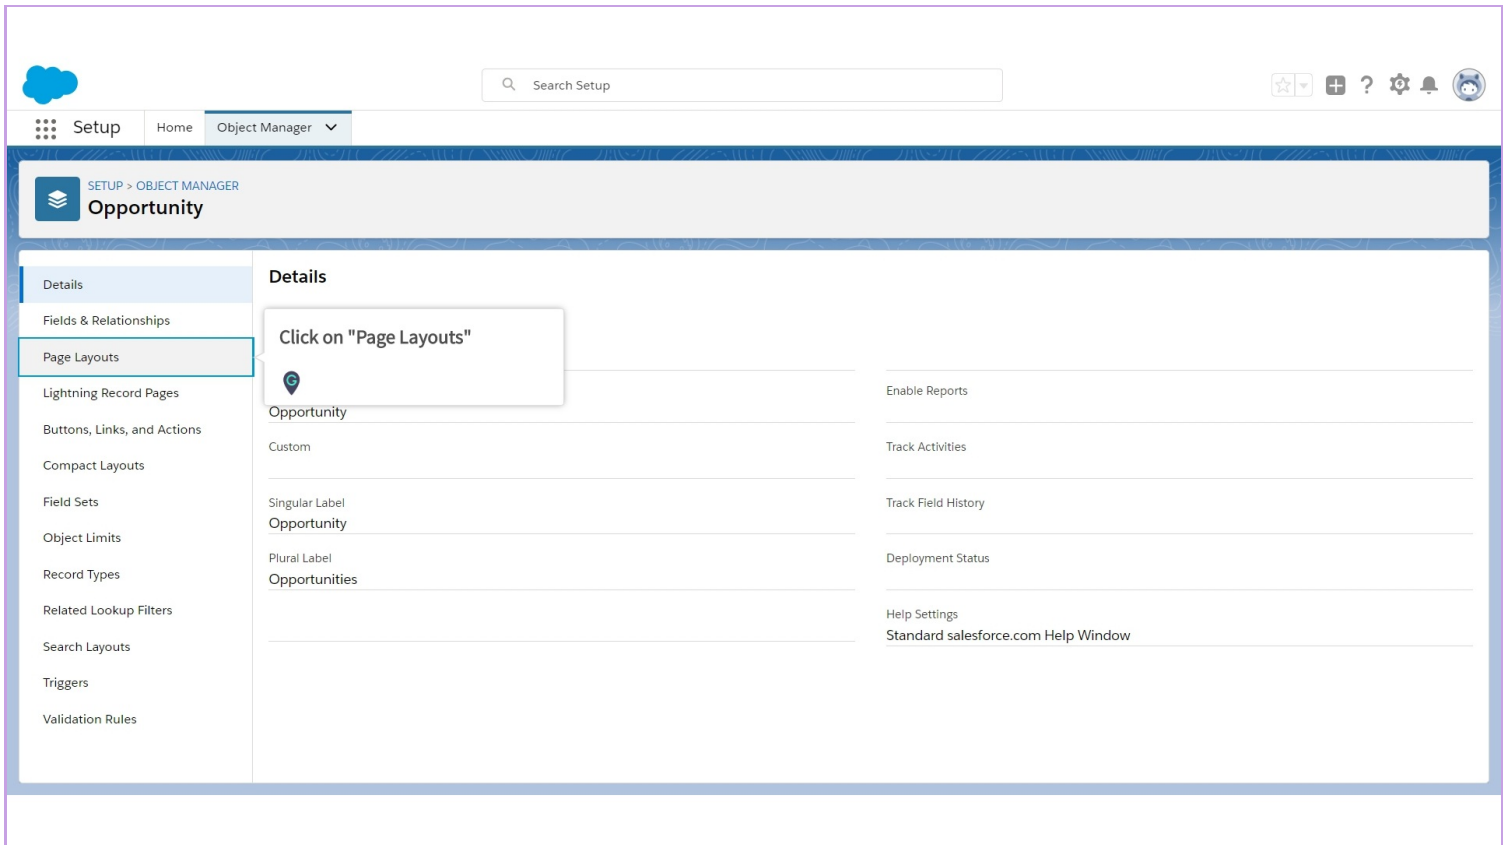 Search Setup
Setup
Home
Object Manager
SETUP > OBJECT MANAGER
Opportunity
Details
Fields & Relationships
Page Layouts
Lightning Record Pages
Buttons, Links, and Actions
Compact Layouts
Field Sets
Object Limits
Record Types
Related Lookup Filters
Search Layouts
Triggers
Validation Rules
Details
Click on "Page Layouts"
G
Opportunity
Custom
Singular Label
Opportunity
Plural Label
Opportunities
Enable Reports
Track Activities
Track Field History
Deployment Status
Help Settings
Standard salesforce.com Help Window